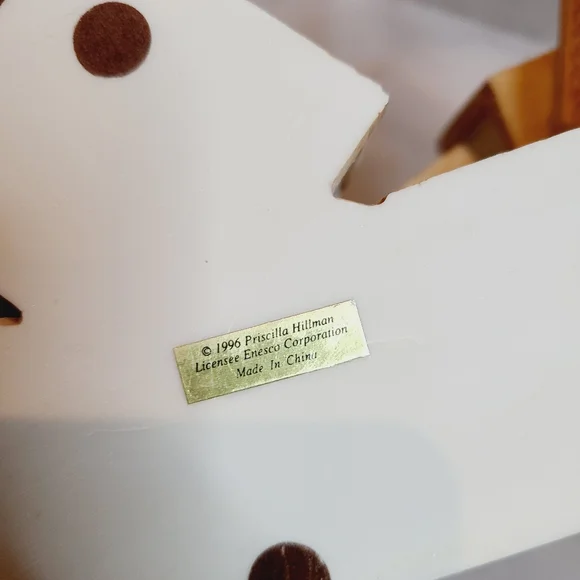 © 1996 Priscilla Hillman
Licensee Enesco Corporation
Made In China